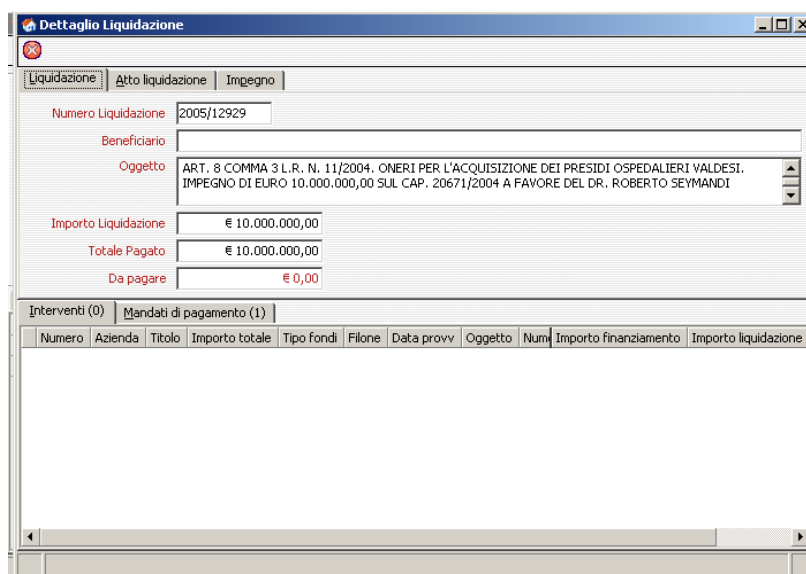 Dettaglio Liquidazione
Liquidazione Atto liquidazione Impegno
Numero Liquidazione 2005/12929
Beneficiario
Oggetto ART. 8 COMMA 3 L.R. N. 11/2004. ONERI PER L'ACQUISIZIONE DEI PRESIDI OSPEDALIERI VALDESI.
IMPEGNO DI EURO 10.000.000,00 SUL CAP. 20671/2004 A FAVORE DEL DR. ROBERTO SEYMANDI
Importo Liquidazione € 10.000.000,00
Totale Pagato € 10.000.000,00
Da pagare € 0,00
Interventi (0) Mandati di pagamento (1)
Numero Azienda Titolo Importo totale Tipo fondi Filone Data provv Oggetto Num Importo finanziamento Importo liquidazione